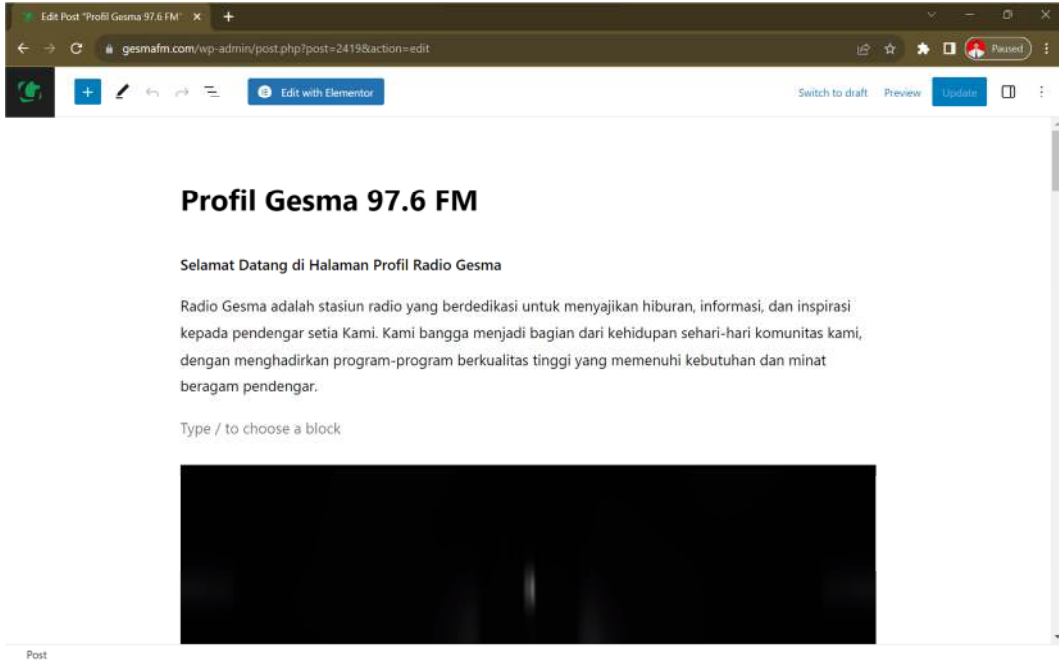 Edit Post "Profil Gesma 97.6 FM"
gesmafm.com/wp-admin/post.php?post=2419&action=edit
Paused
Edit with Elementor
Switch to draft
Preview
Update
Profil Gesma 97.6 FM
Selamat Datang di Halaman Profil Radio Gesma
Radio Gesma adalah stasiun radio yang berdedikasi untuk menyajikan hiburan, informasi, dan inspirasi
kepada pendengar setia Kami. Kami bangga menjadi bagian dari kehidupan sehari-hari komunitas kami,
dengan menghadirkan program-program berkualitas tinggi yang memenuhi kebutuhan dan minat
beragam pendengar.
Type / to choose a block
Post